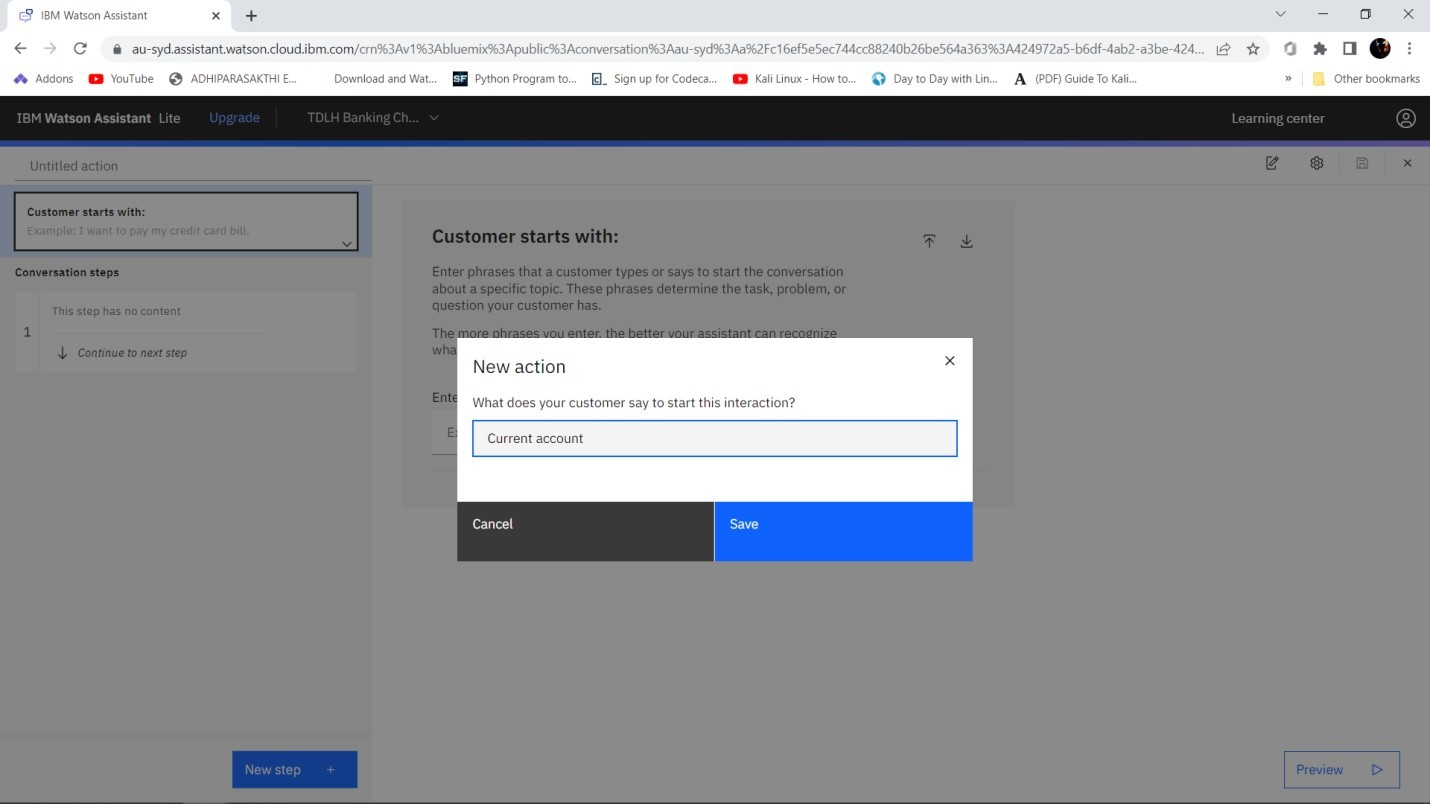 IBM Watson Assistant
au-syd.assistant.watson.cloud.ibm.com/crn%3Av1%3Abluemix%3Apublic%3Aconversation%3Aau-syd%3Aa%2Fc16ef5e5ec744cc88240b26be564a363%3A424972a5-b6df-4ab2-a3be-424...
Addons YouTube ADHIPARASAKTHI E... Download and Wat... SF Python Program to... Sign up for Codeca... Kali Linux - How to... Day to Day with Lin... A (PDF) Guide To Kali... » Other bookmarks
IBM Watson Assistant Lite Upgrade TDLH Banking Ch... Learning center
Untitled action
Customer starts with:
Example: I want to pay my credit card bill.
Conversation steps
1
This step has no content
Continue to next step
New step +
Customer starts with:
Enter phrases that a customer types or says to start the conversation
about a specific topic. These phrases determine the task, problem, or
question your customer has.
The more phrases you enter, the better your assistant can recognize
wha
Ente
Ex
New action
What does your customer say to start this interaction?
Current account
Cancel Save
Preview